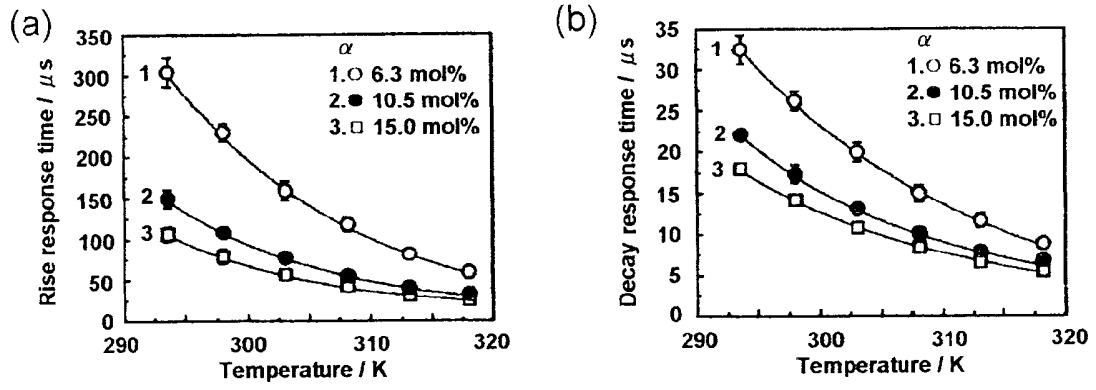 (a)
Rise response time / μs
350
300
250
200
150
100
50
0
290
300
310
320
Temperature / K
α
1. 6.3 mol%
2. 10.5 mol%
3. 15.0 mol%
1
2
3
(b)
Decay response time / μs
35
30
25
20
15
10
5
0
290
300
310
320
Temperature / K
α
1. 6.3 mol%
2. 10.5 mol%
3. 15.0 mol%
1
2
3